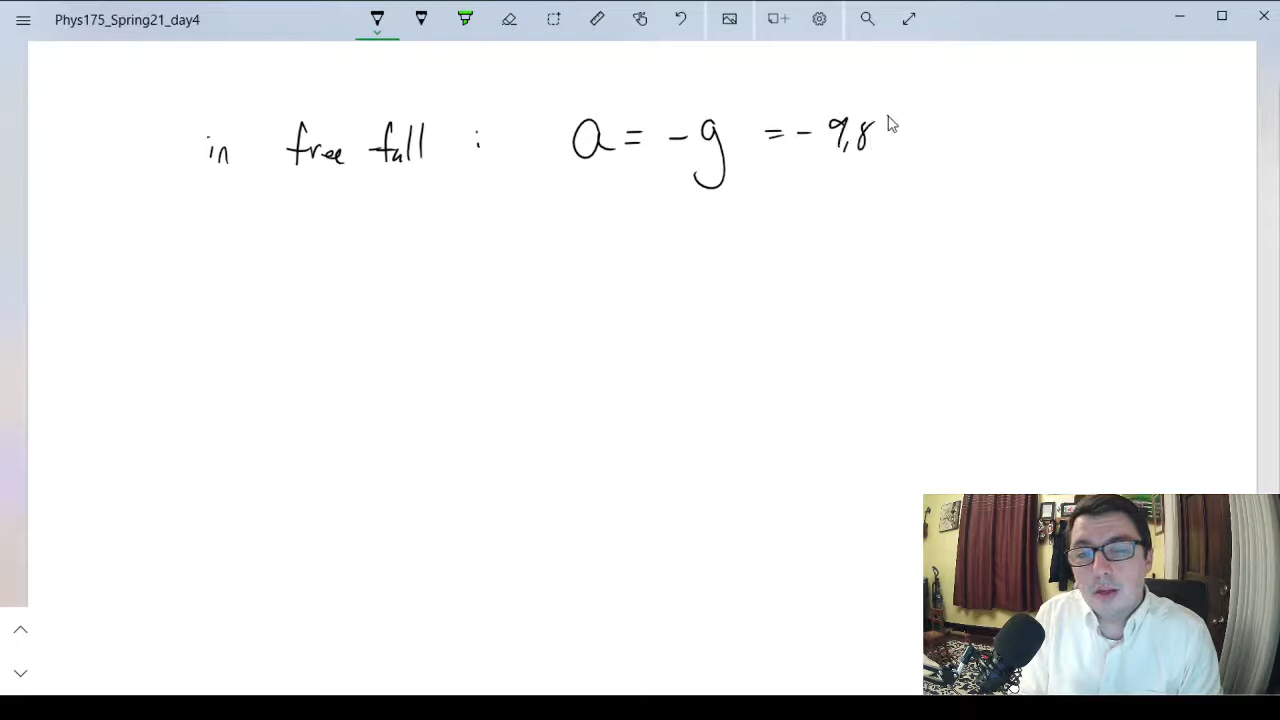 Phys175_Spring21_day4
in free fall : a = -g = - 9,8